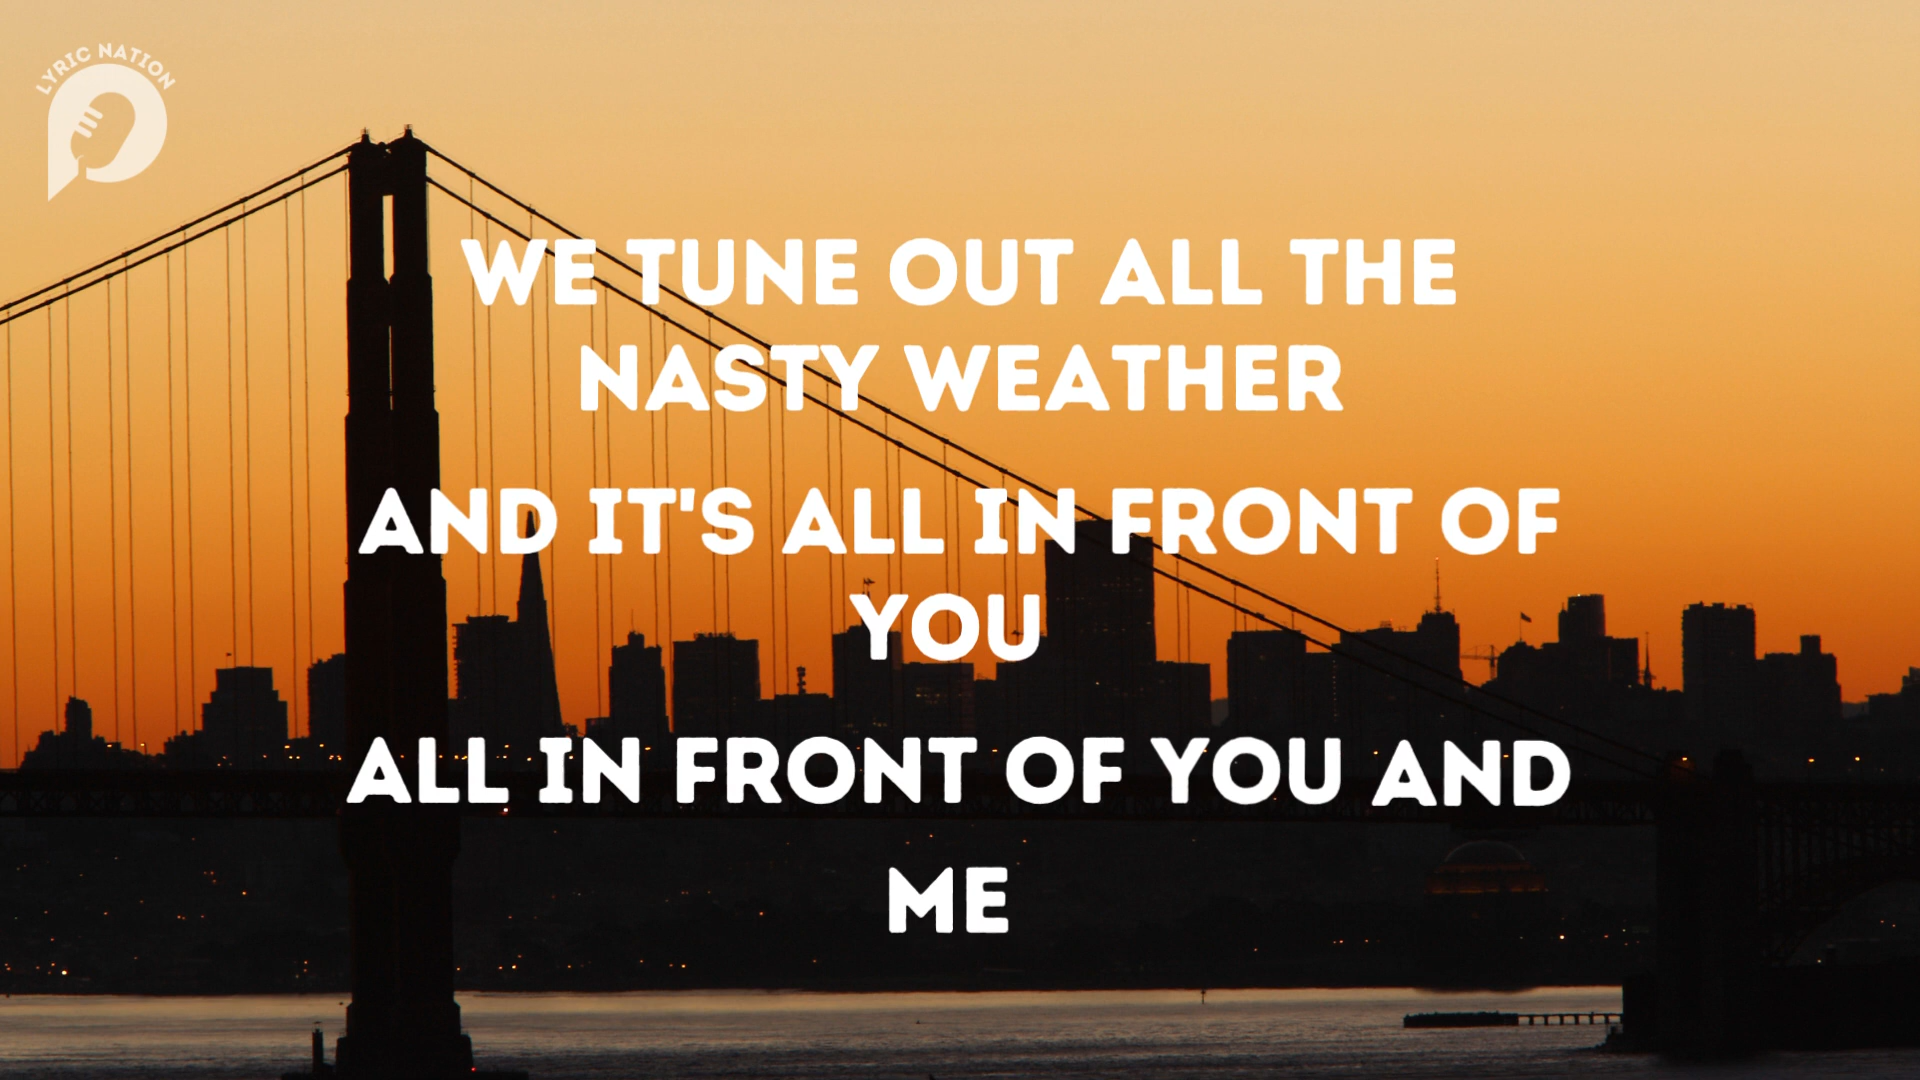 LYRIC NATION
WE TUNE OUT ALL THE
NASTY WEATHER
AND IT'S ALL IN FRONT OF
YOU
ALL IN FRONT OF YOU AND
ME